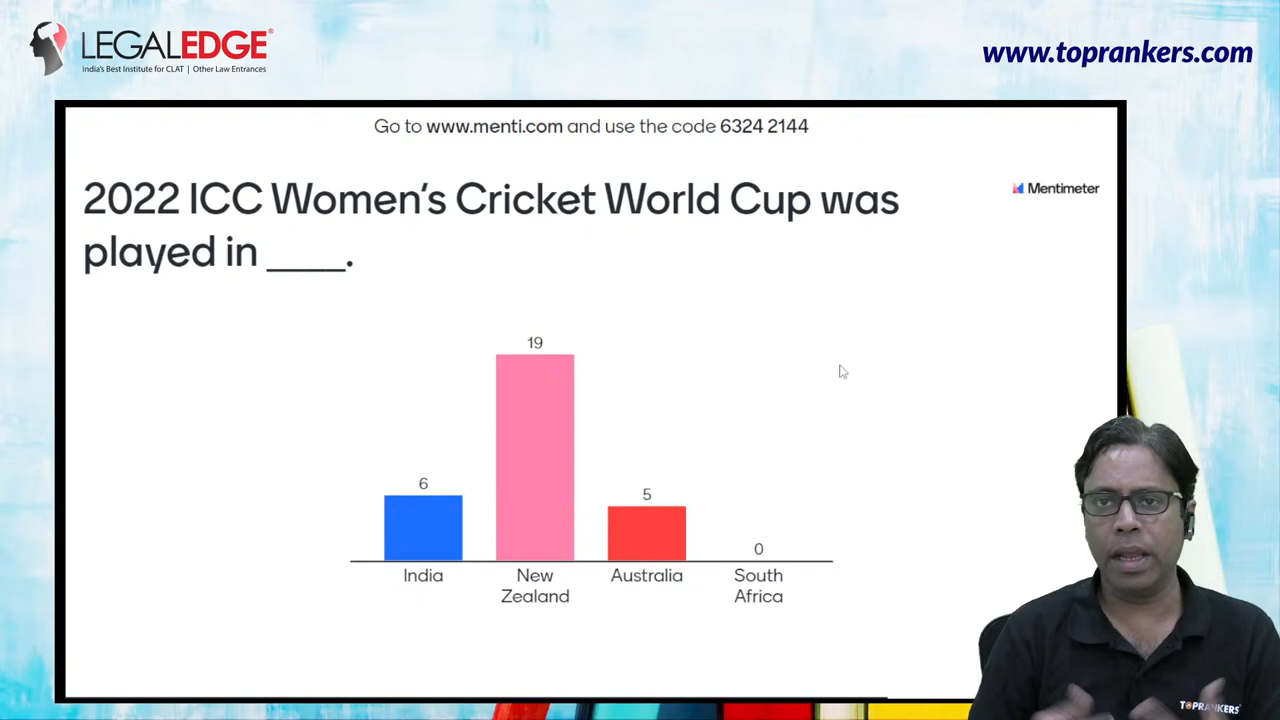 LEGALEDGE®
India's Best Institute for CLAT | Other Law Entrances
www.toprankers.com
Go to www.menti.com and use the code 6324 2144
Mentimeter
2022 ICC Women's Cricket World Cup was
played in ____.
19
6
5
0
India
New
Zealand
Australia
South
Africa
TOPRANKERS